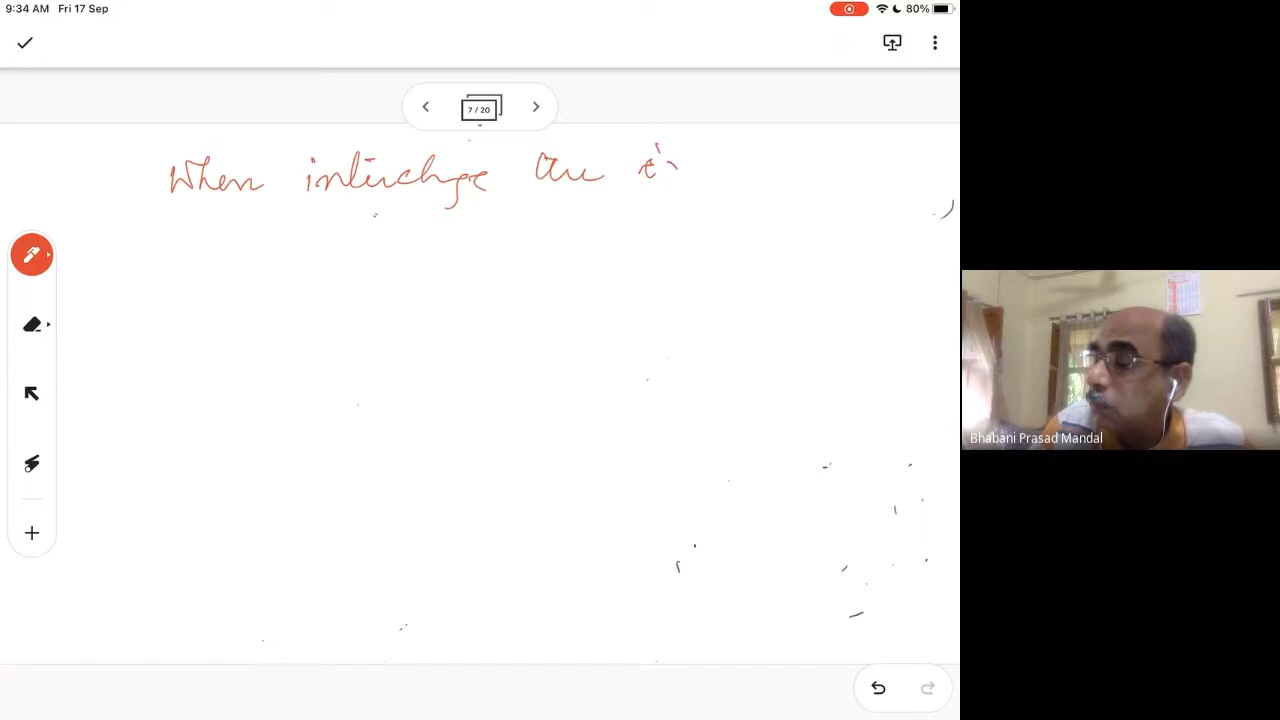 9:34 AM Fri 17 Sep
80%
7 / 20
When interchange the
Bhabani Prasad Mandal